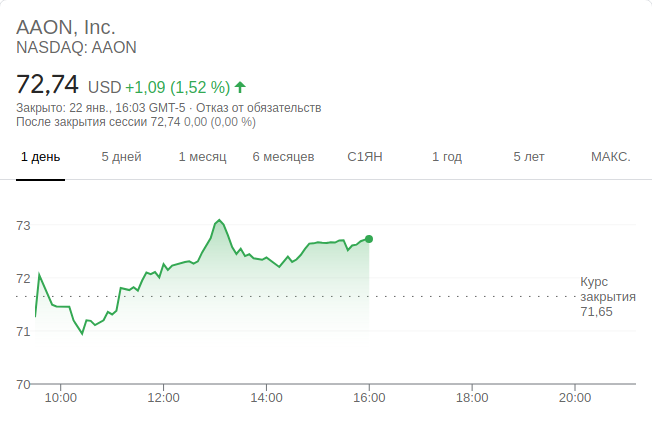 AAON, Inc.
NASDAQ: AAON
72,74 USD +1,09 (1,52 %)
Закрыто: 22 янв., 16:03 GMT-5 · Отказ от обязательств
После закрытия сессии 72,74 0,00 (0,00 %)
1 день 5 дней 1 месяц 6 месяцев С1ЯН 1 год 5 лет МАКС.
73
72
Курс
закрытия
71,65
71
70
10:00 12:00 14:00 16:00 18:00 20:00